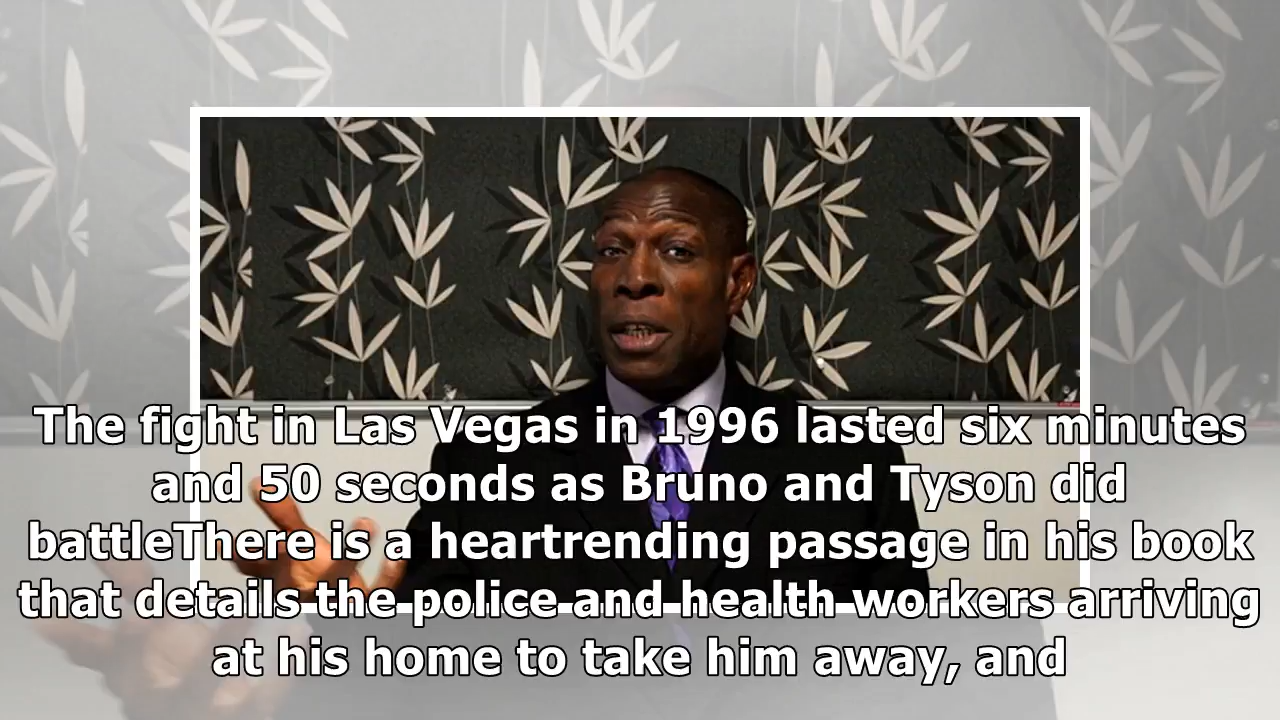 The fight in Las Vegas in 1996 lasted six minutes
and 50 seconds as Bruno and Tyson did
battleThere is a heartrending passage in his book
that details the police and health workers arriving
at his home to take him away, and